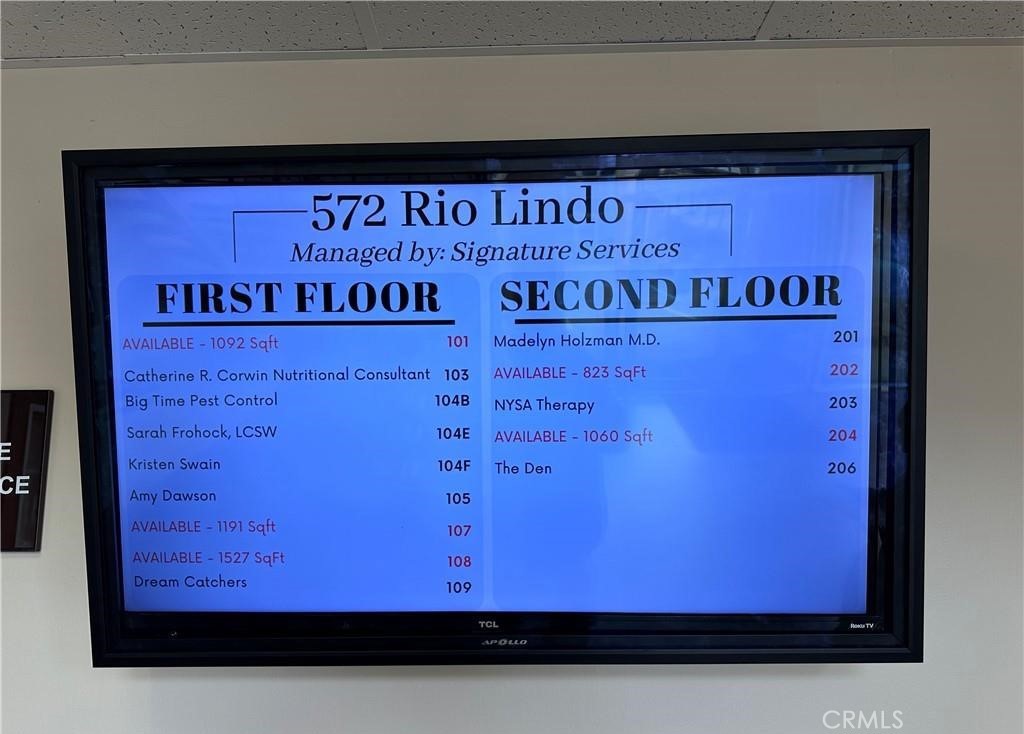 572 Rio Lindo
Managed by: Signature Services
FIRST FLOOR
AVAILABLE - 1092 Sqft 101
Catherine R. Corwin Nutritional Consultant 103
Big Time Pest Control 104B
Sarah Frohock, LCSW 104E
Kristen Swain 104F
Amy Dawson 105
AVAILABLE - 1191 Sqft 107
AVAILABLE - 1527 SqFt 108
Dream Catchers 109
SECOND FLOOR
Madelyn Holzman M.D. 201
AVAILABLE - 823 SqFt 202
NYSA Therapy 203
AVAILABLE - 1060 SqFt 204
The Den 206
E
CE
TCL
Roku TV
APOLLO
CRMLS